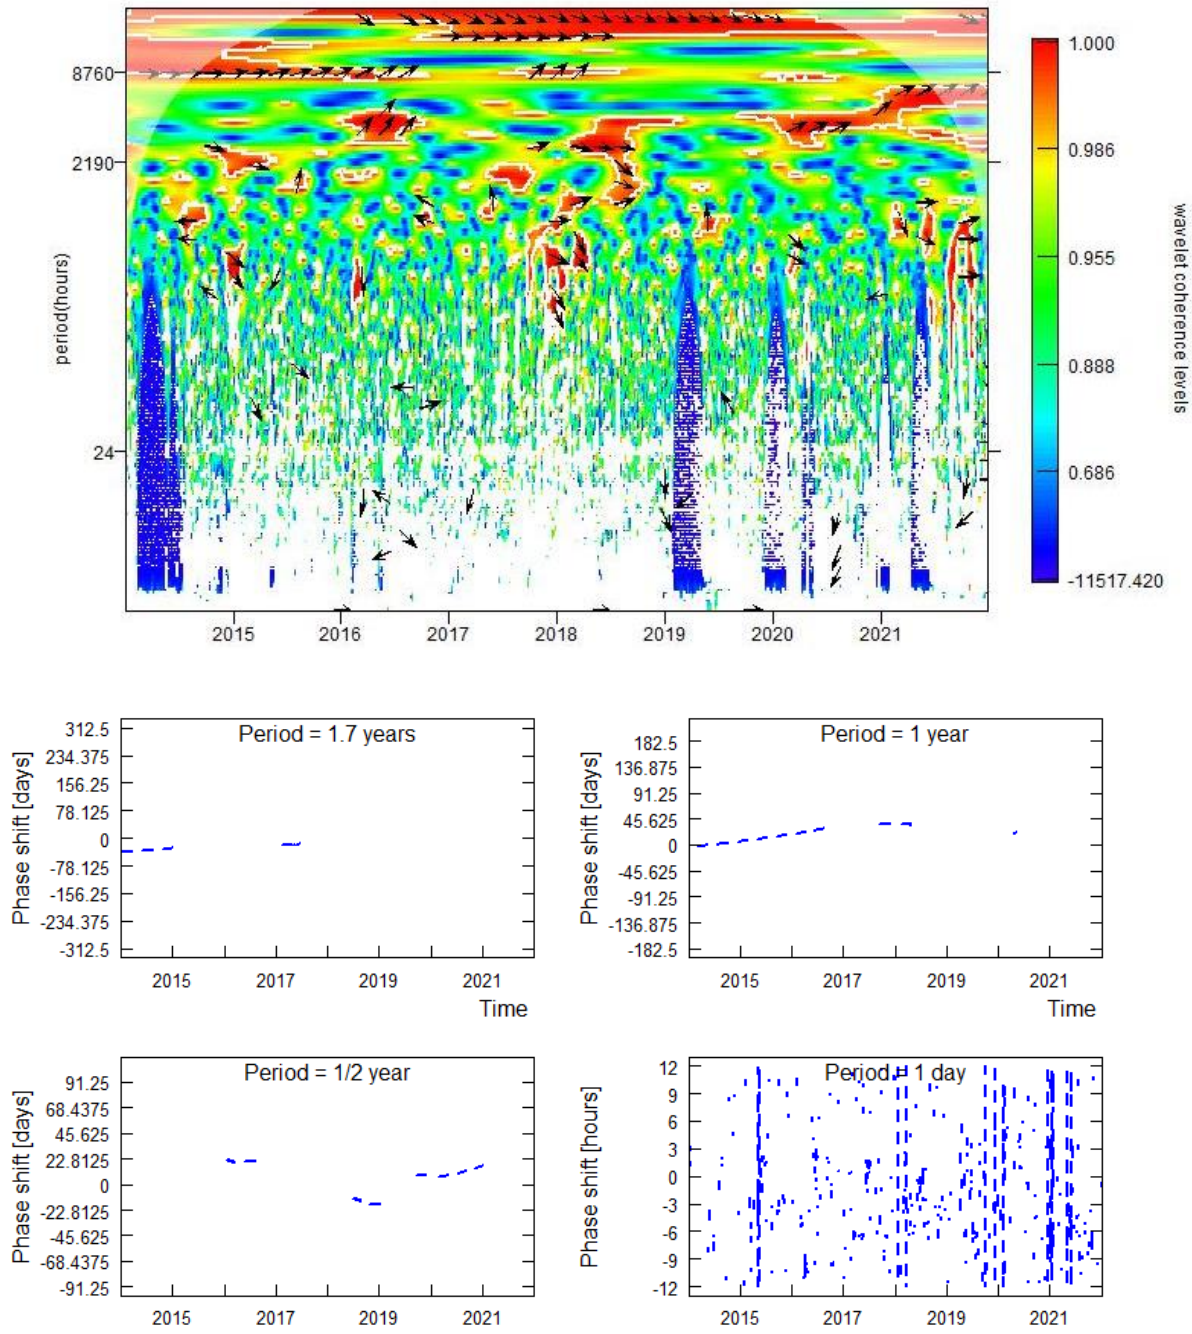 1.000
8760
0.986
2190
0.955
period(hours)
wavelet coherence levels
0.888
24
0.686
-11517.420
2015 2016 2017 2018 2019 2020 2021
Period = 1.7 years
Phase shift [days]
312.5
234.375
156.25
78.125
0
-78.125
-156.25
-234.375
-312.5
2015 2017 2019 2021
Time
Period = 1 year
Phase shift [days]
182.5
136.875
91.25
45.625
0
-45.625
-91.25
-136.875
-182.5
2015 2017 2019 2021
Time
Period = 1/2 year
Phase shift [days]
91.25
68.4375
45.625
22.8125
0
-22.8125
-45.625
-68.4375
-91.25
2015 2017 2019 2021
Period = 1 day
Phase shift [hours]
12
9
6
3
0
-3
-6
-9
-12
2015 2017 2019 2021